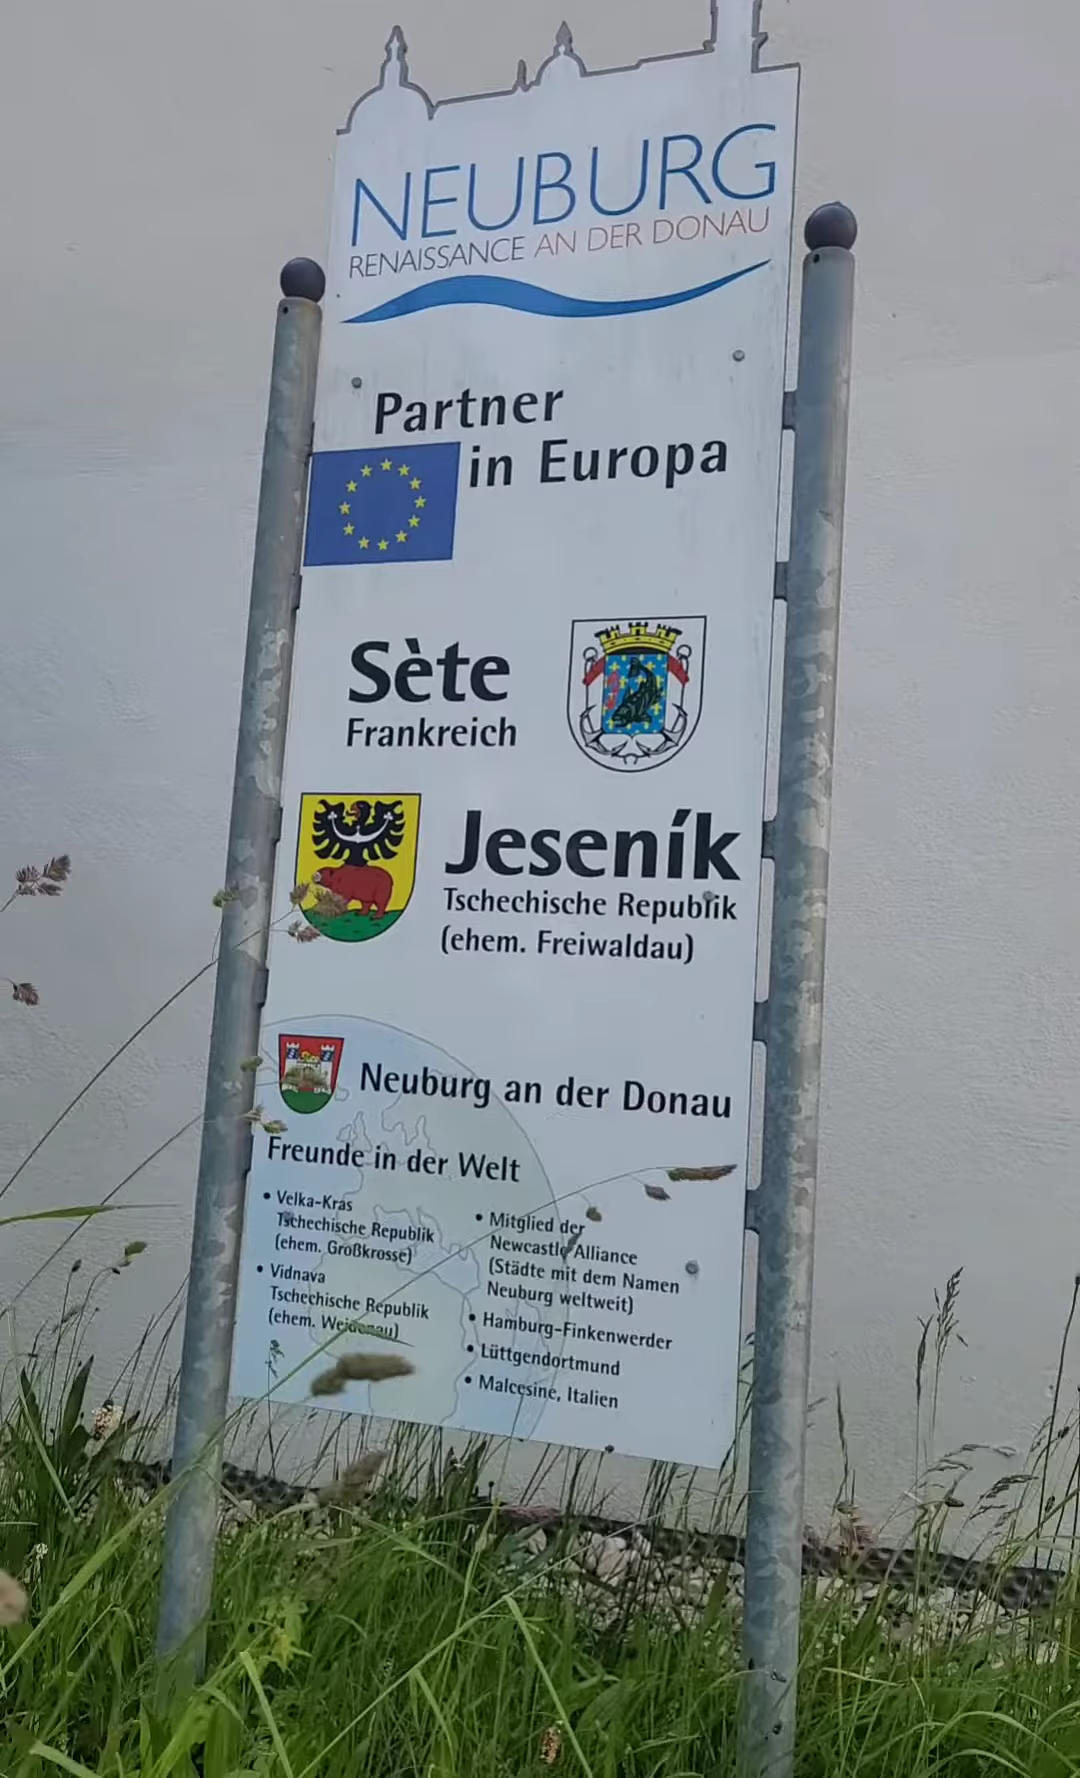 NEUBURG
RENAISSANCE AN DER DONAU
Partner
in Europa
Sète
Frankreich
Jeseník
Tschechische Republik
(ehem. Freiwaldau)
Neuburg an der Donau
Freunde in der Welt
• Velka-Kras
Tschechische Republik
(ehem. Großkrosse)
• Vidnava
Tschechische Republik
(ehem. Weidenau)
• Mitglied der
Newcastle Alliance
(Städte mit dem Namen
Neuburg weltweit)
• Hamburg-Finkenwerder
• Lüttgendortmund
• Malcesine, Italien